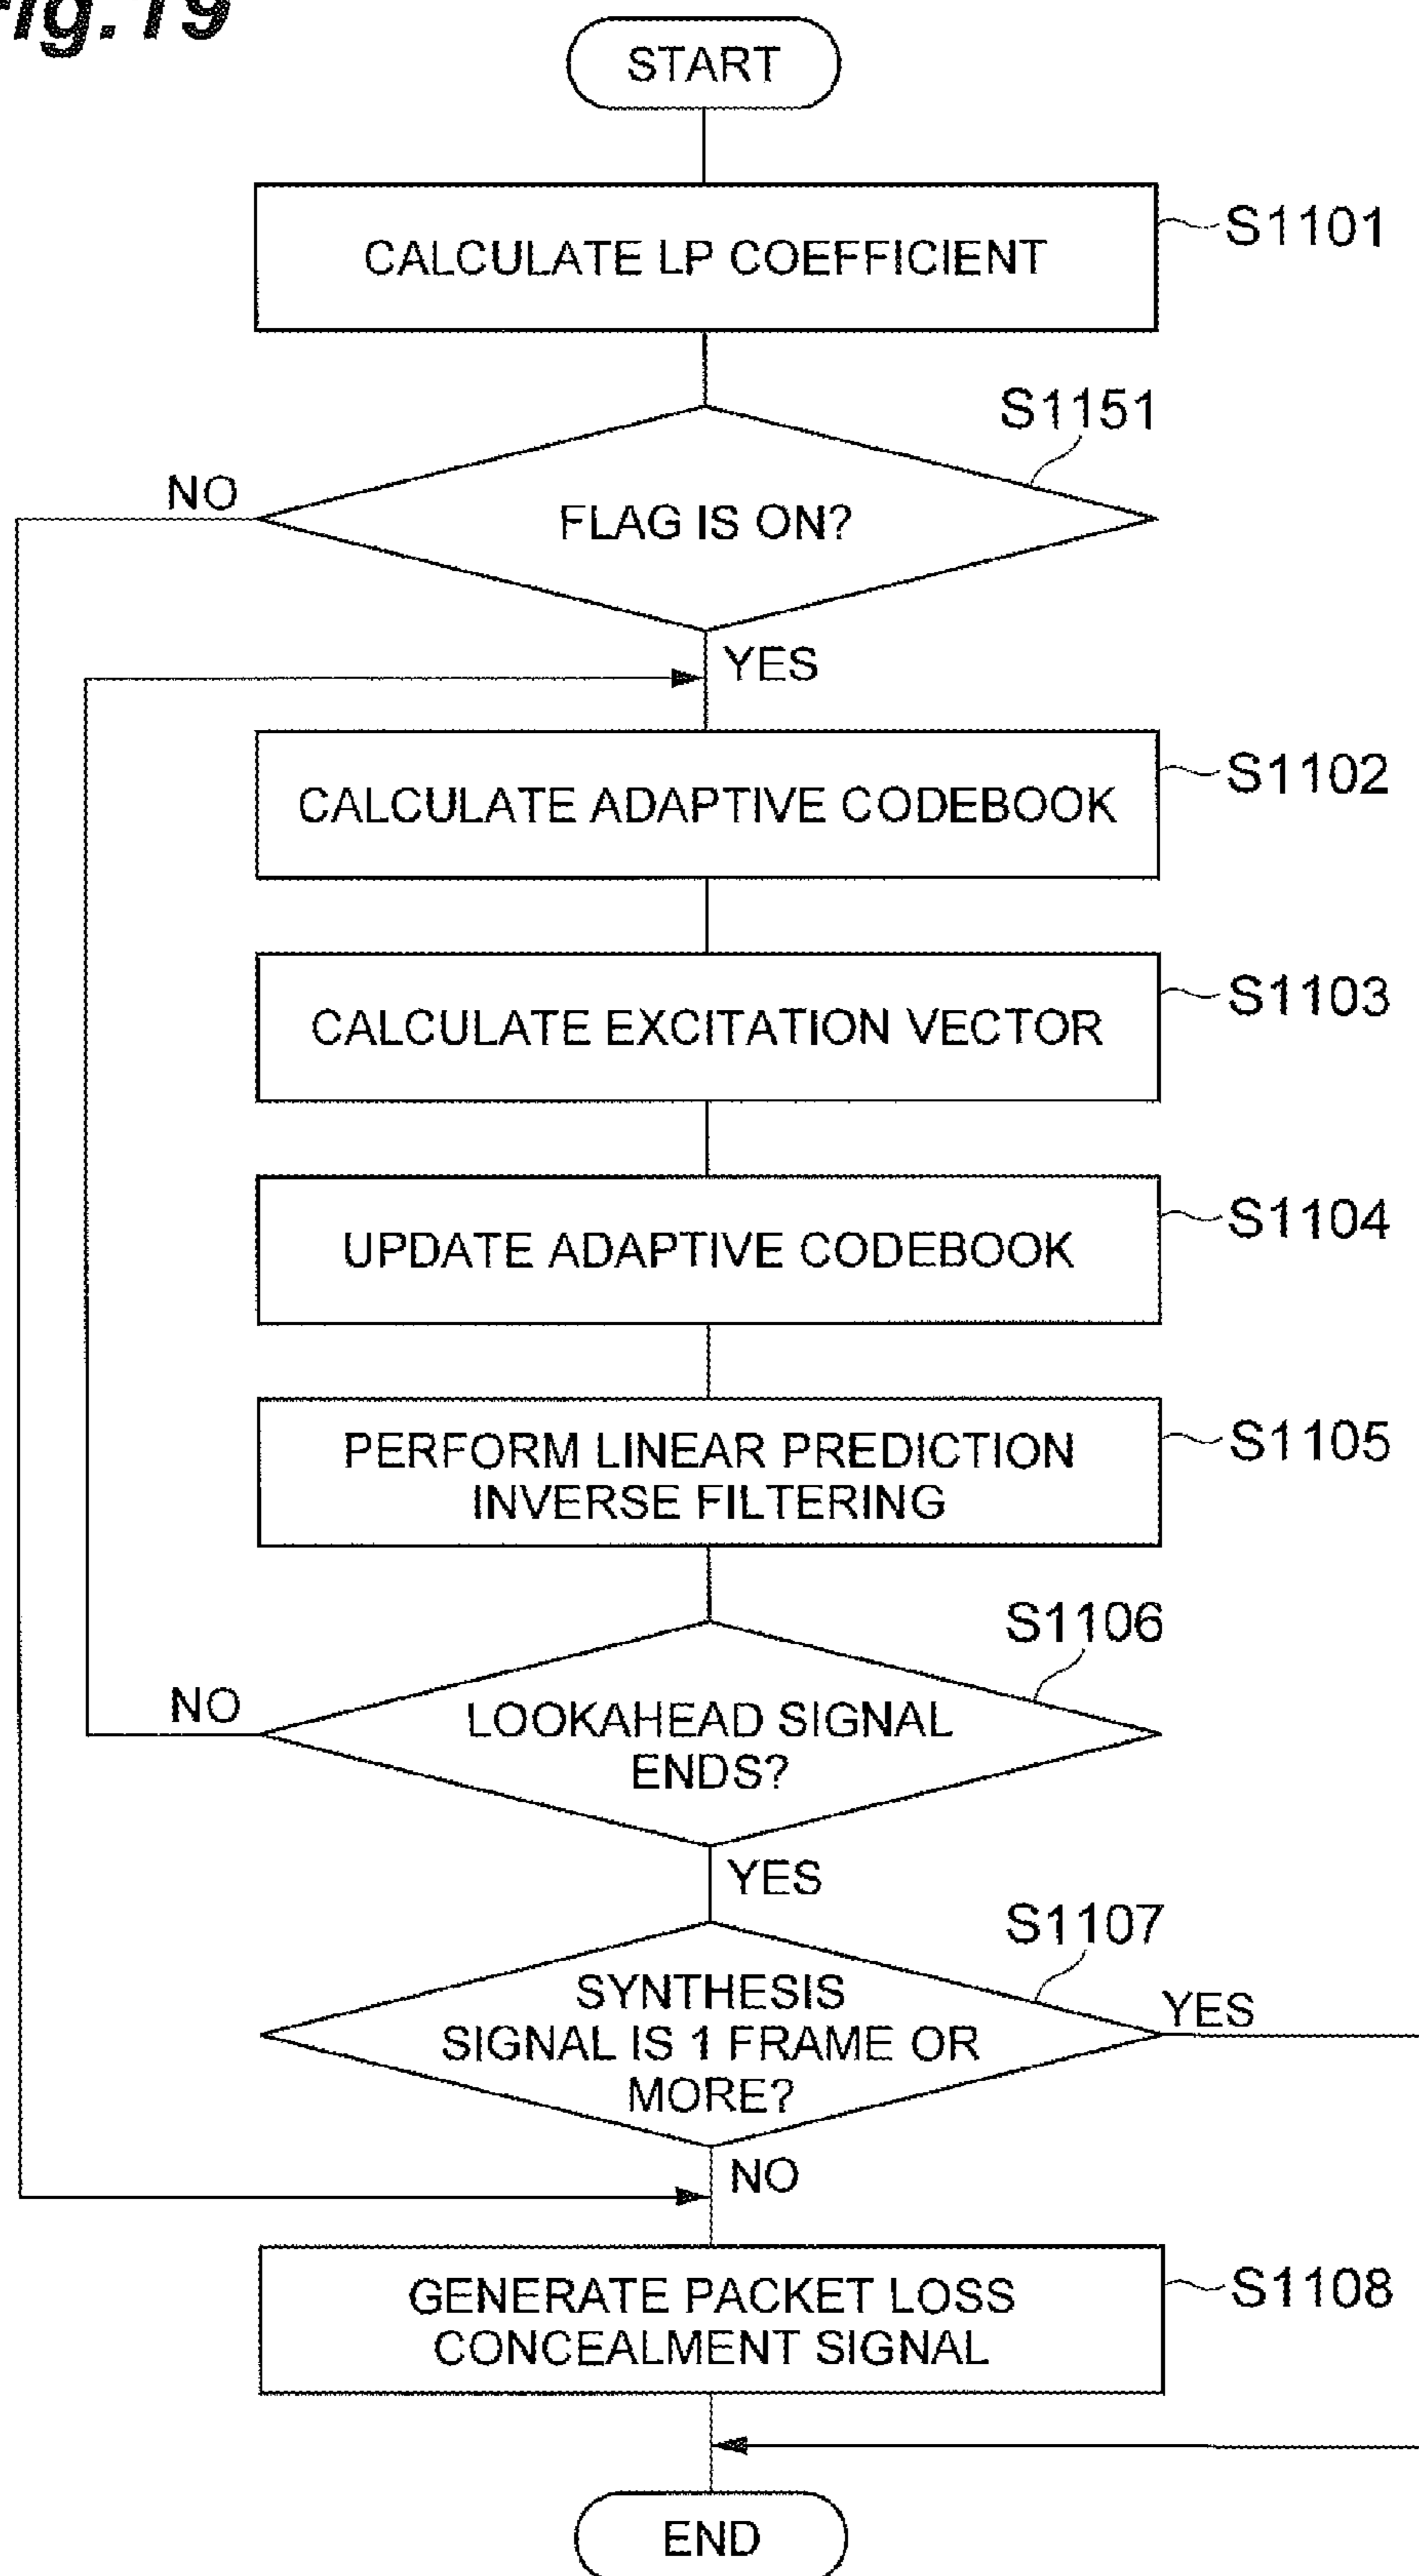 Fig.19
START
CALCULATE LP COEFFICIENT
S1101
S1151
NO
FLAG IS ON?
YES
CALCULATE ADAPTIVE CODEBOOK
S1102
CALCULATE EXCITATION VECTOR
S1103
UPDATE ADAPTIVE CODEBOOK
S1104
PERFORM LINEAR PREDICTION
INVERSE FILTERING
S1105
S1106
NO
LOOKAHEAD SIGNAL
ENDS?
YES
S1107
SYNTHESIS
SIGNAL IS 1 FRAME OR
MORE?
YES
NO
GENERATE PACKET LOSS
CONCEALMENT SIGNAL
S1108
END